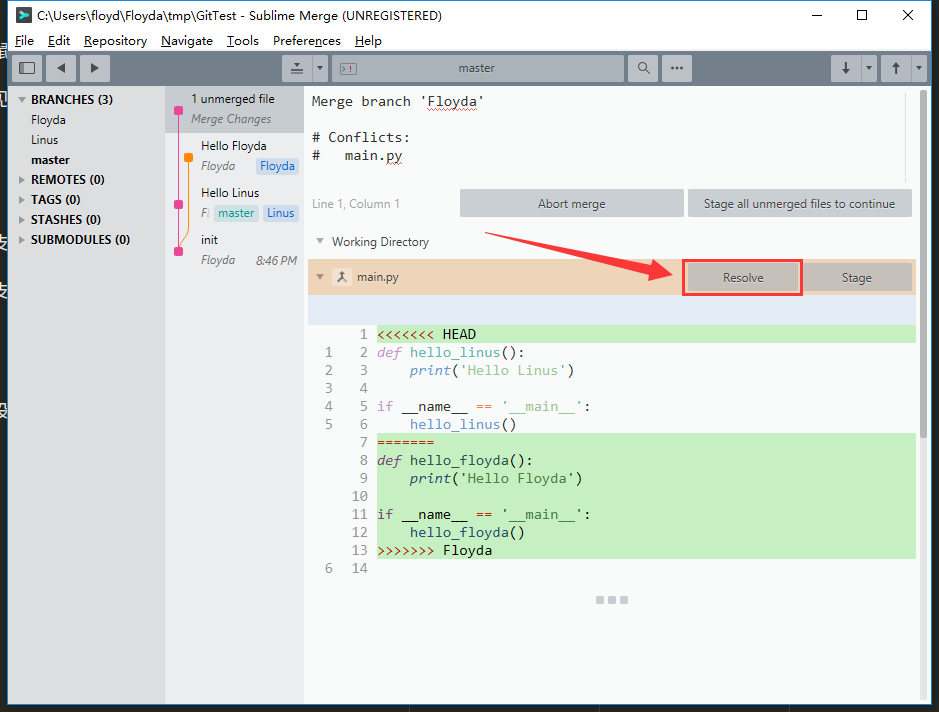 C:\Users\floyd\Floyda\tmp\GitTest - Sublime Merge (UNREGISTERED)
File Edit Repository Navigate Tools Preferences Help
master
BRANCHES (3)
Floyda
Linus
master
REMOTES (0)
TAGS (0)
STASHES (0)
SUBMODULES (0)
1 unmerged file
Merge Changes
Hello Floyda
Floyda Floyda
Hello Linus
master Linus
init
Floyda 8:46 PM
Merge branch 'Floyda'
# Conflicts:
#   main.py
Line 1, Column 1
Abort merge
Stage all unmerged files to continue
Working Directory
main.py
Resolve
Stage
1 <<<<<<< HEAD
1 2 def hello_linus():
2 3     print('Hello Linus')
3 4
4 5 if __name__ == '__main__':
5 6     hello_linus()
7 =======
8 def hello_floyda():
9     print('Hello Floyda')
10
11 if __name__ == '__main__':
12     hello_floyda()
13 >>>>>>> Floyda
6 14